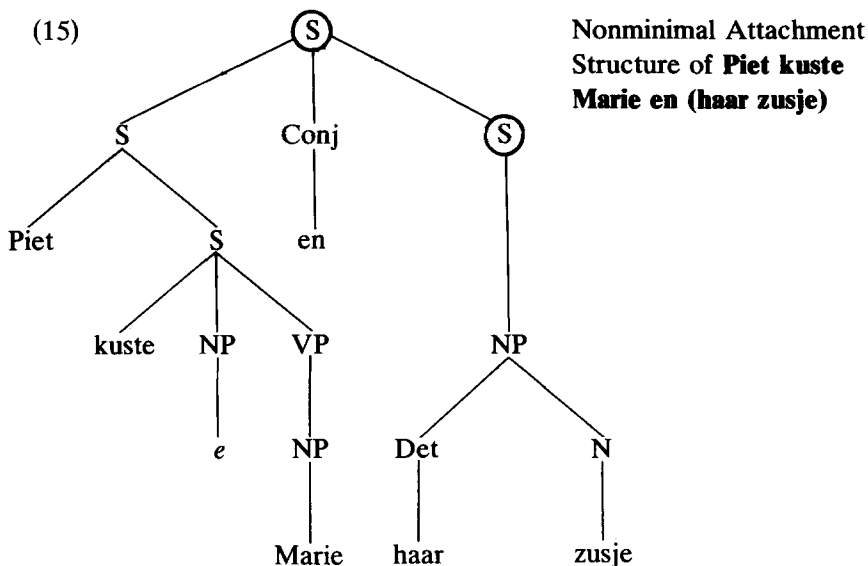 (15) S Nonminimal Attachment
Structure of Piet kuste
Marie en (haar zusje)
S Conj S
Piet S en
kuste NP VP NP
e NP Det N
Marie haar zusje